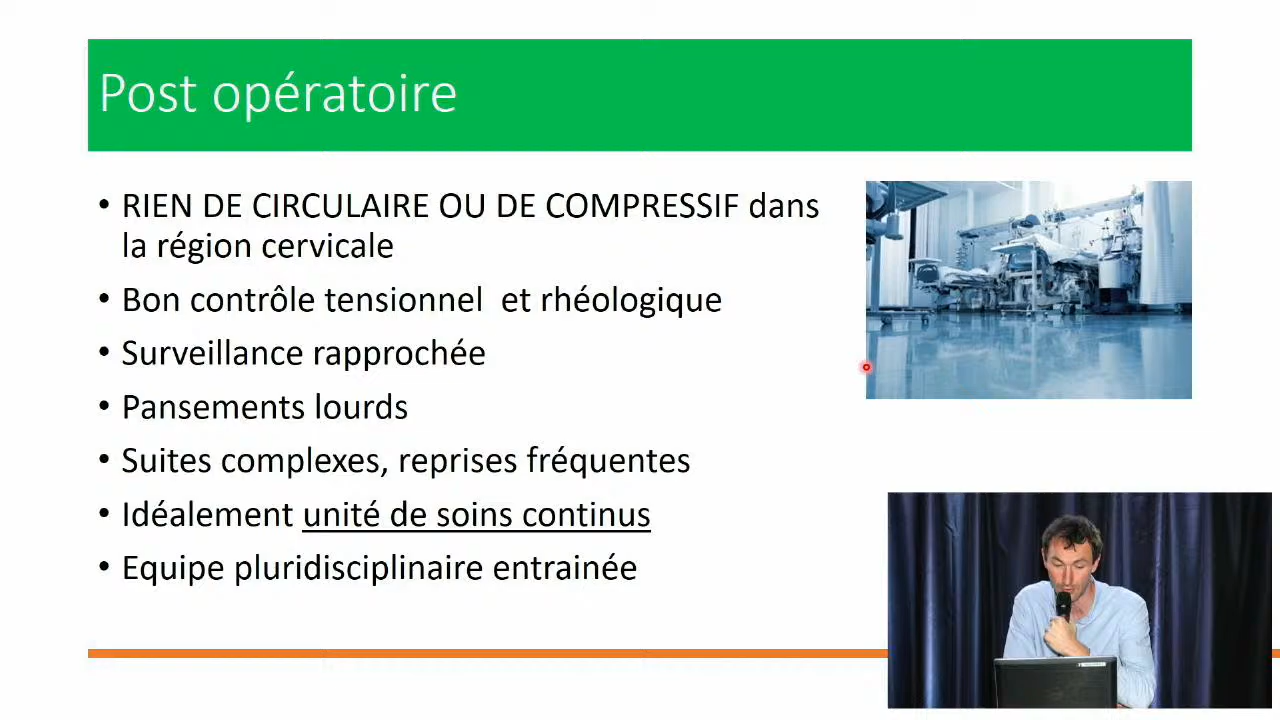 Post opératoire
• RIEN DE CIRCULAIRE OU DE COMPRESSIF dans
la région cervicale
• Bon contrôle tensionnel et rhéologique
• Surveillance rapprochée
• Pansements lourds
• Suites complexes, reprises fréquentes
• Idéalement unité de soins continus
• Equipe pluridisciplinaire entrainée